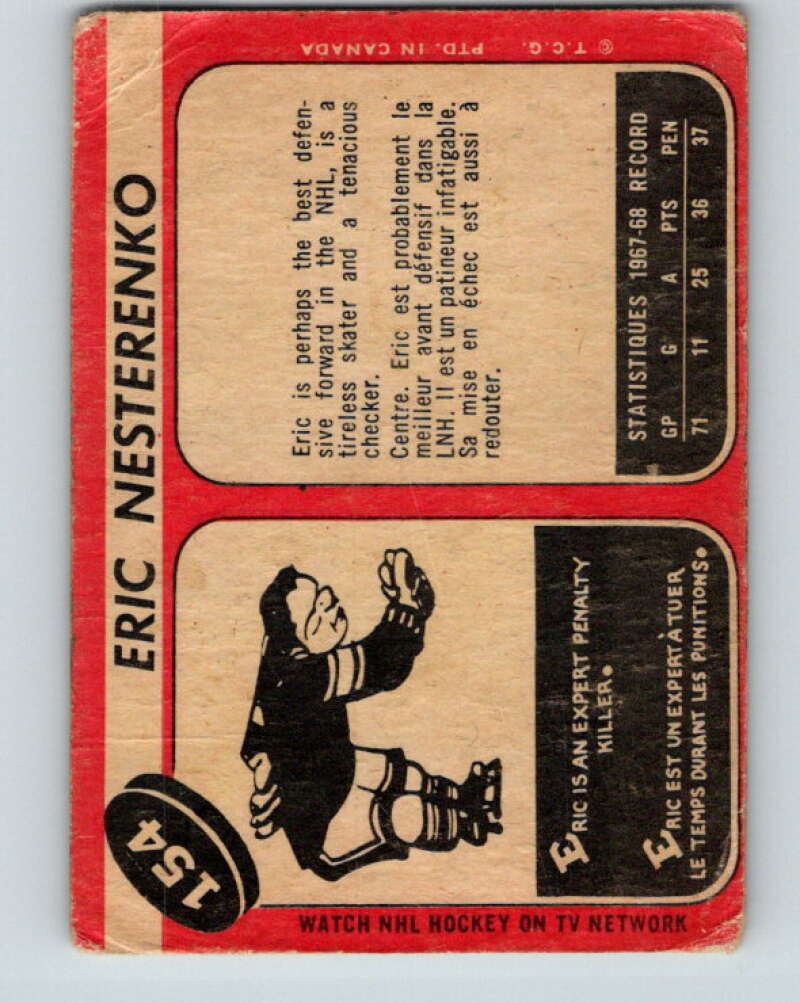 154
ERIC NESTERENKO
Eric is perhaps the best defen-
sive forward in the NHL, is a
tireless skater and a tenacious
checker.
Centre. Eric est probablement le
meilleur avant défensif dans la
LNH. Il est un patineur infatigable.
Sa mise en échec est aussi à
redouter.
STATISTIQUES 1967-68 RECORD
GP G A PTS PEN
71 11 25 36 37
ERIC IS AN EXPERT PENALTY
KILLER.
ERIC EST UN EXPERT À TUER
LE TEMPS DURANT LES PUNITIONS.
WATCH NHL HOCKEY ON TV NETWORK
© T.C.G. PTD. IN CANADA